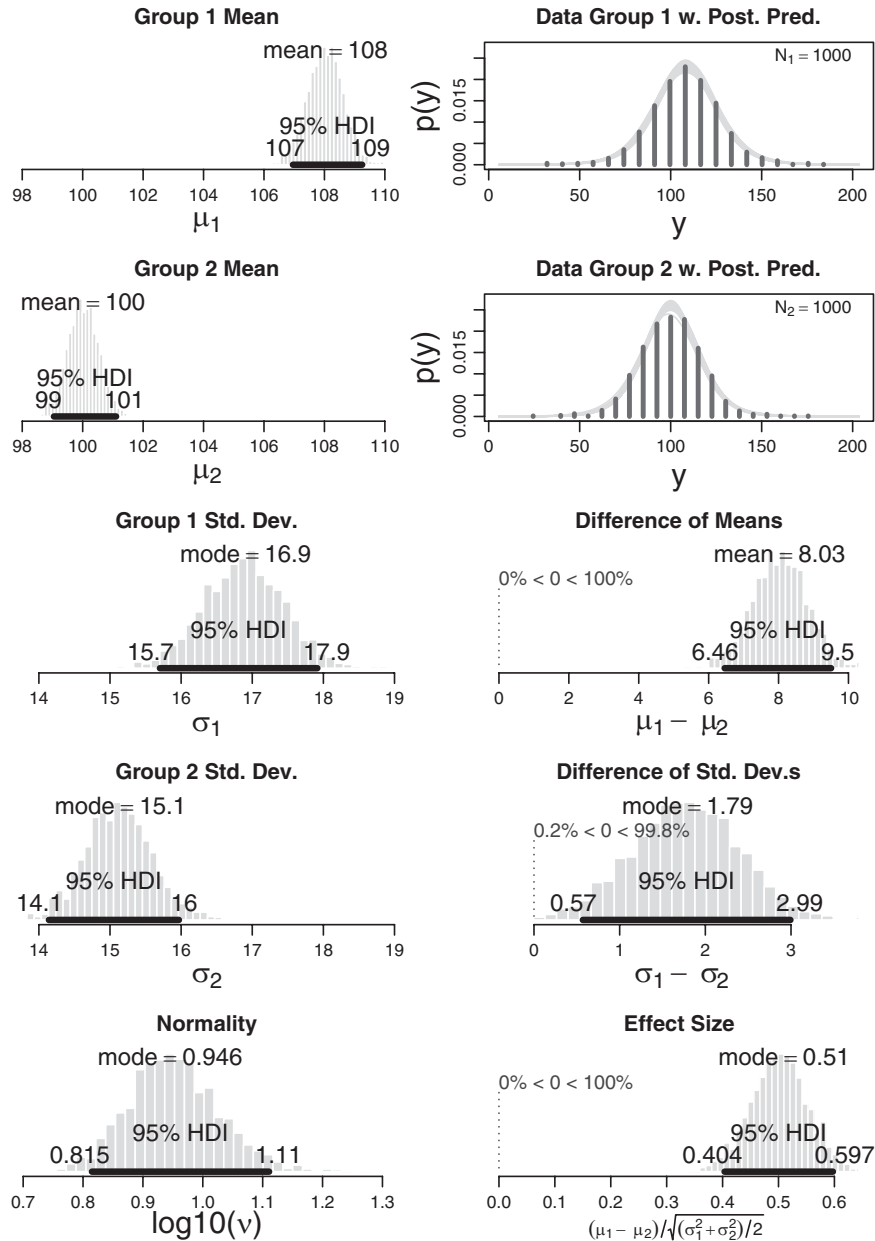 Group 1 Mean
mean = 108
95% HDI
107 109
98 100 102 104 106 108 110
μ1
Data Group 1 w. Post. Pred.
N1 = 1000
p(y)
0.000 0.015
0 50 100 150 200
y
Group 2 Mean
mean = 100
95% HDI
99 101
98 100 102 104 106 108 110
μ2
Data Group 2 w. Post. Pred.
N2 = 1000
p(y)
0.000 0.015
0 50 100 150 200
y
Group 1 Std. Dev.
mode = 16.9
95% HDI
15.7 17.9
14 15 16 17 18 19
σ1
Difference of Means
mean = 8.03
0% < 0 < 100%
95% HDI
6.46 9.5
0 2 4 6 8 10
μ1 − μ2
Group 2 Std. Dev.
mode = 15.1
95% HDI
14.1 16
14 15 16 17 18 19
σ2
Difference of Std. Dev.s
mode = 1.79
0.2% < 0 < 99.8%
95% HDI
0.57 2.99
0 1 2 3
σ1 − σ2
Normality
mode = 0.946
95% HDI
0.815 1.11
0.7 0.8 0.9 1.0 1.1 1.2 1.3
log10(ν)
Effect Size
mode = 0.51
0% < 0 < 100%
95% HDI
0.404 0.597
0.0 0.1 0.2 0.3 0.4 0.5 0.6
(μ1 − μ2)/√(σ1² + σ2²)/2